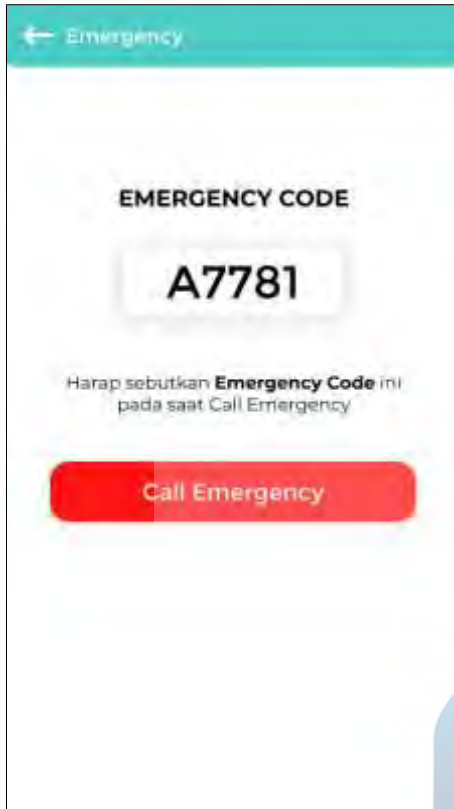 Emergency
EMERGENCY CODE
A7781
Harap sebutkan Emergency Code ini
pada saat Call Emergency
Call Emergency